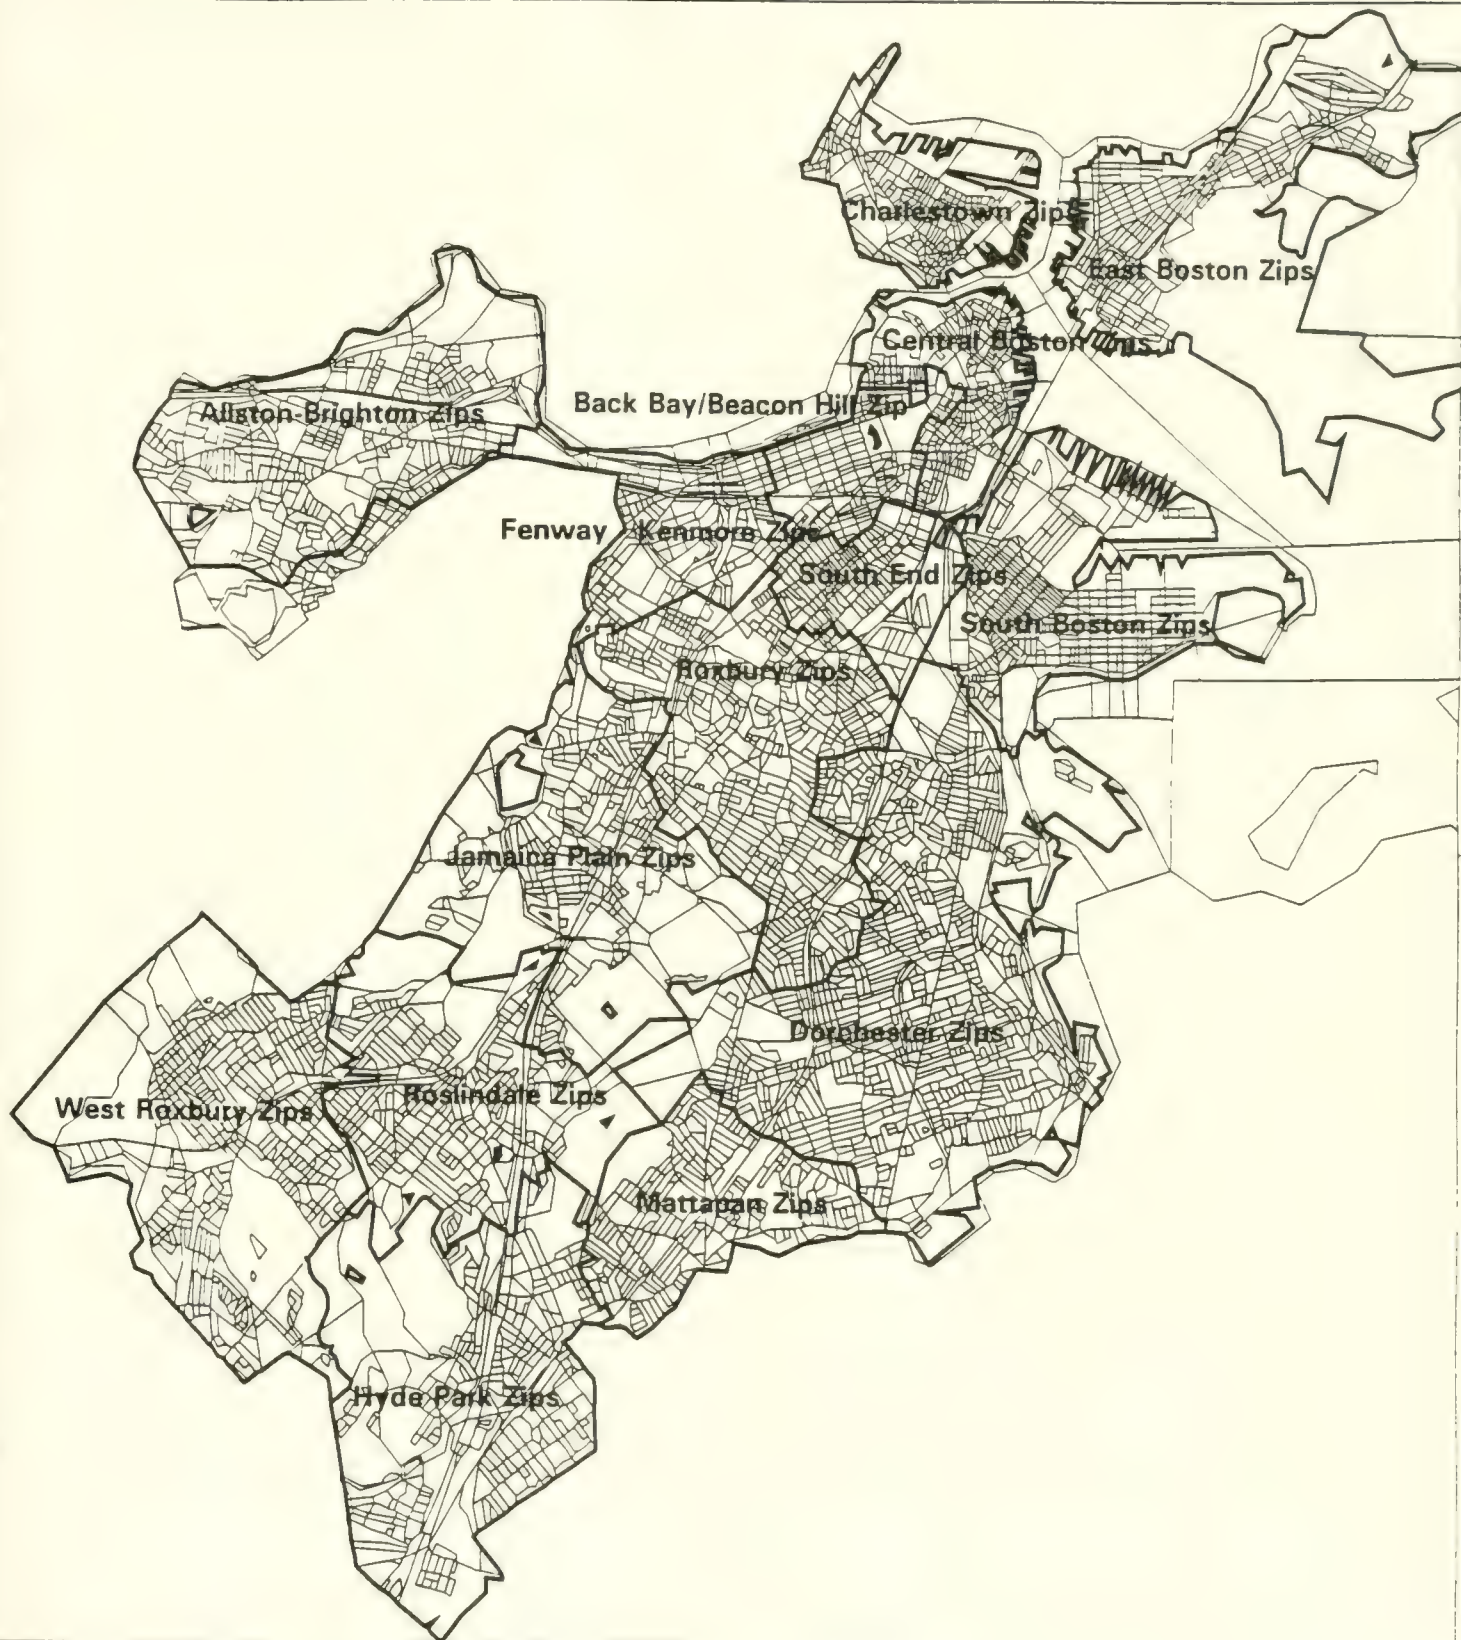 Charlestown Zips
East Boston Zips
Central Boston Zips
Back Bay/Beacon Hill Zip
Allston-Brighton Zips
Fenway Kenmore Zips
South End Zips
South Boston Zips
Roxbury Zips
Jamaica Plain Zips
Dorchester Zips
Roslindale Zips
West Roxbury Zips
Mattapan Zips
Hyde Park Zips